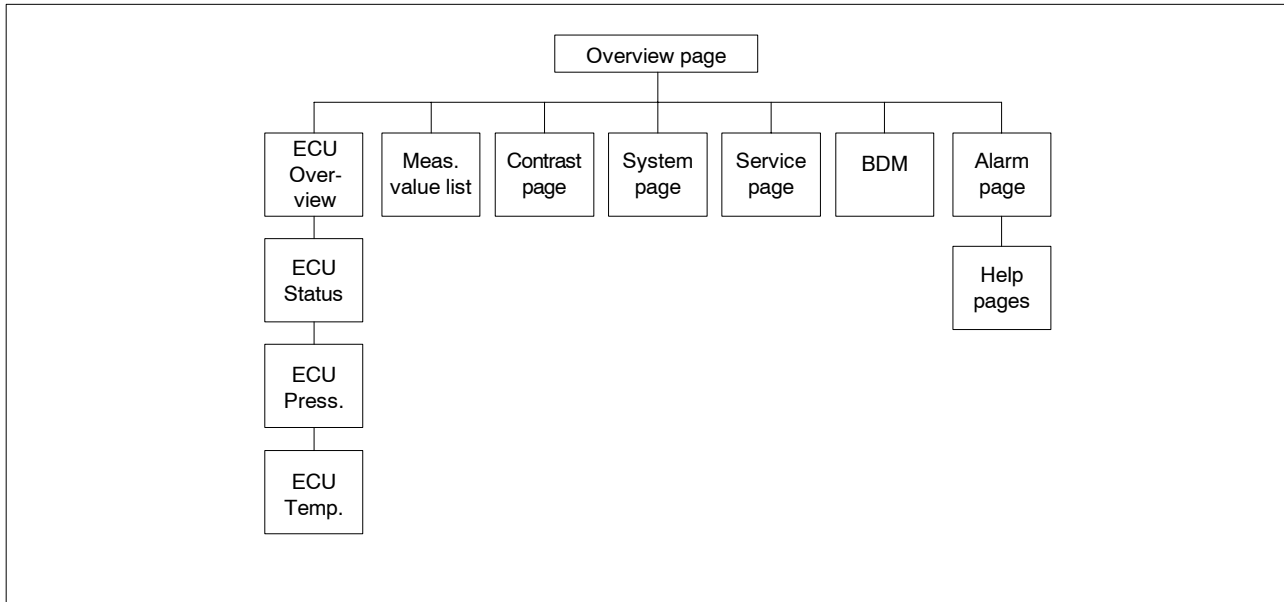 Overview page
ECU
Over-
view
Meas.
value list
Contrast
page
System
page
Service
page
BDM
Alarm
page
ECU
Status
Help
pages
ECU
Press.
ECU
Temp.